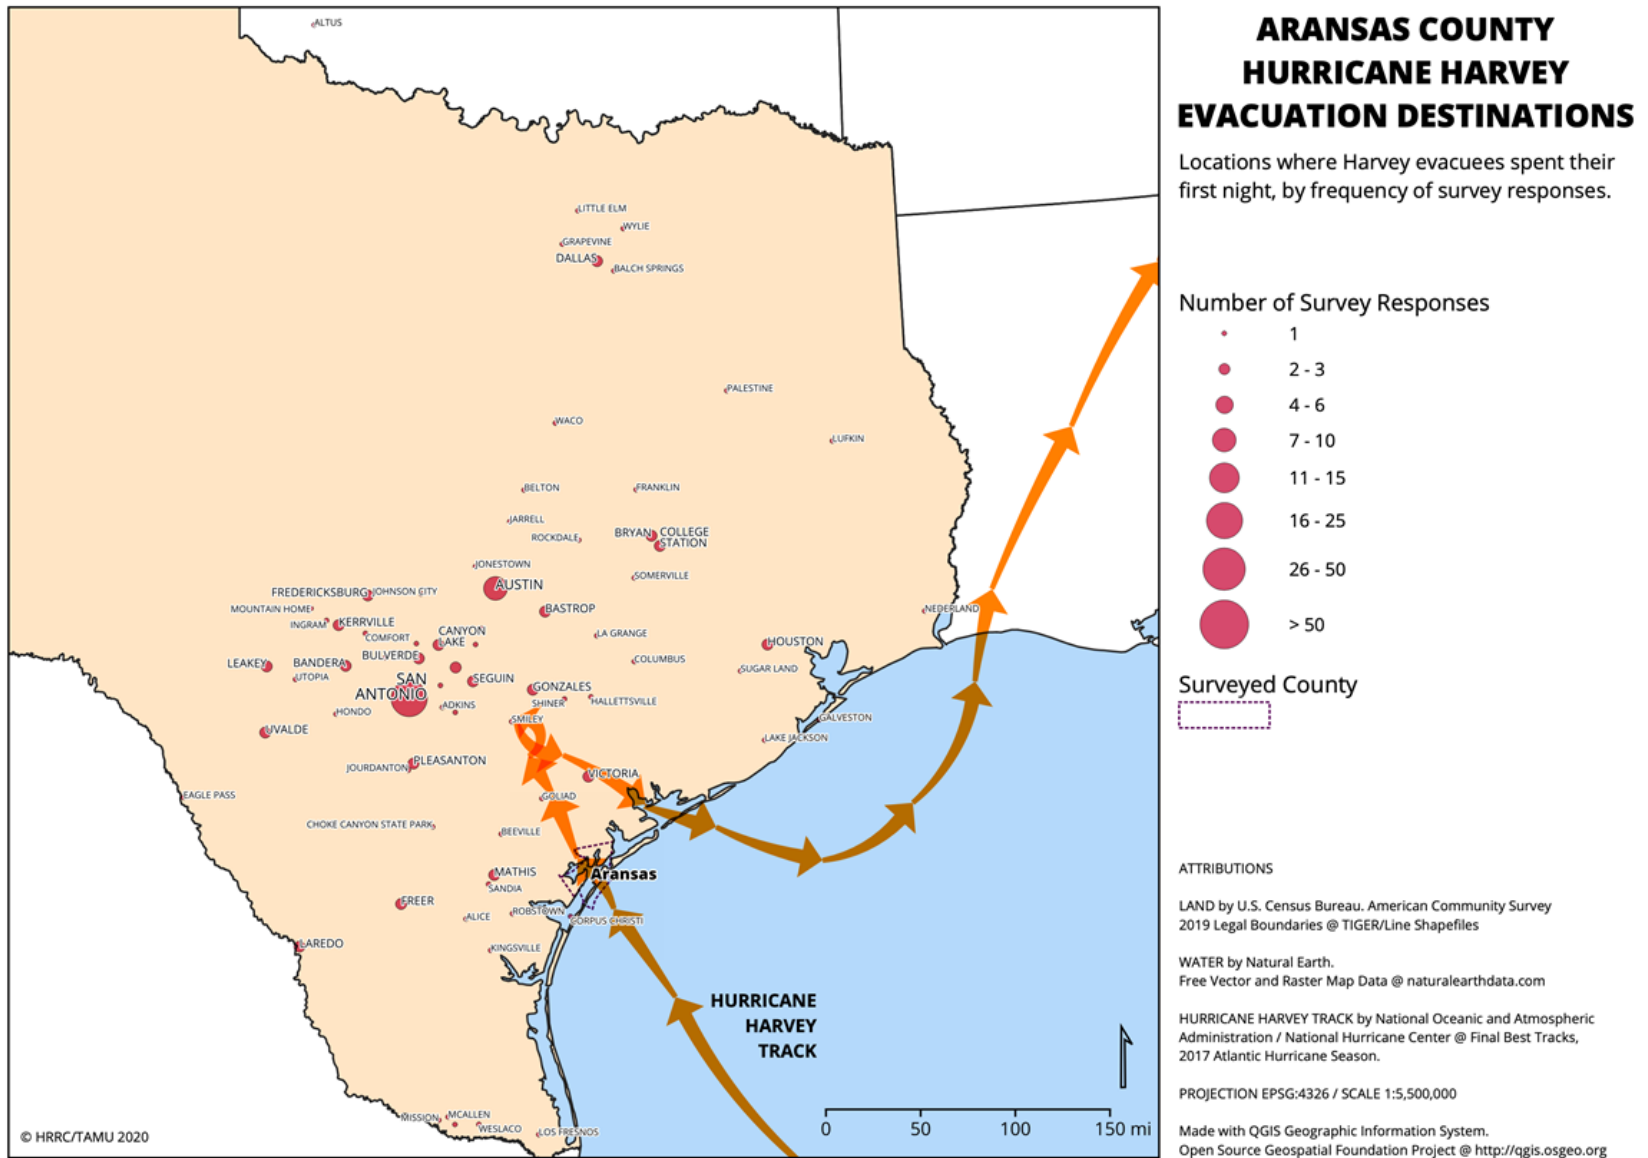 ARANSAS COUNTY
HURRICANE HARVEY
EVACUATION DESTINATIONS
Locations where Harvey evacuees spent their
first night, by frequency of survey responses.
Number of Survey Responses
1
2 - 3
4 - 6
7 - 10
11 - 15
16 - 25
26 - 50
> 50
Surveyed County
ATTRIBUTIONS
LAND by U.S. Census Bureau. American Community Survey
2019 Legal Boundaries @ TIGER/Line Shapefiles
WATER by Natural Earth.
Free Vector and Raster Map Data @ naturalearthdata.com
HURRICANE HARVEY TRACK by National Oceanic and Atmospheric
Administration / National Hurricane Center @ Final Best Tracks,
2017 Atlantic Hurricane Season.
PROJECTION EPSG:4326 / SCALE 1:5,500,000
Made with QGIS Geographic Information System.
Open Source Geospatial Foundation Project @ http://qgis.osgeo.org
ALTUS
LITTLE ELM
WYLIE
GRAPEVINE
DALLAS
BALCH SPRINGS
PALESTINE
WACO
LUFKIN
BELTON
FRANKLIN
JARRELL
ROCKDALE
BRYAN
COLLEGE
STATION
JONESTOWN
SOMERVILLE
AUSTIN
FREDERICKSBURG
JOHNSON CITY
MOUNTAIN HOME
BASTROP
NEDERLAND
INGRAM
KERRVILLE
COMFORT
CANYON
LAKE
LA GRANGE
HOUSTON
LEAKEY
BANDERA
BULVERDE
COLUMBUS
SUGAR LAND
UTOPIA
SAN
ANTONIO
SEGUIN
GONZALES
SHINER
HALLETTSVILLE
HONDO
ADKINS
SMILEY
GALVESTON
UVALDE
LAKE JACKSON
JOURDANTON
PLEASANTON
VICTORIA
EAGLE PASS
GOLIAD
CHOKE CANYON STATE PARK
BEEVILLE
MATHIS
Aransas
SANDIA
FREER
ALICE
ROBSTOWN
CORPUS CHRISTI
LAREDO
KINGSVILLE
HURRICANE
HARVEY
TRACK
MISSION
MCALLEN
WESLACO
LOS FRESNOS
0 50 100 150 mi
© HRRC/TAMU 2020